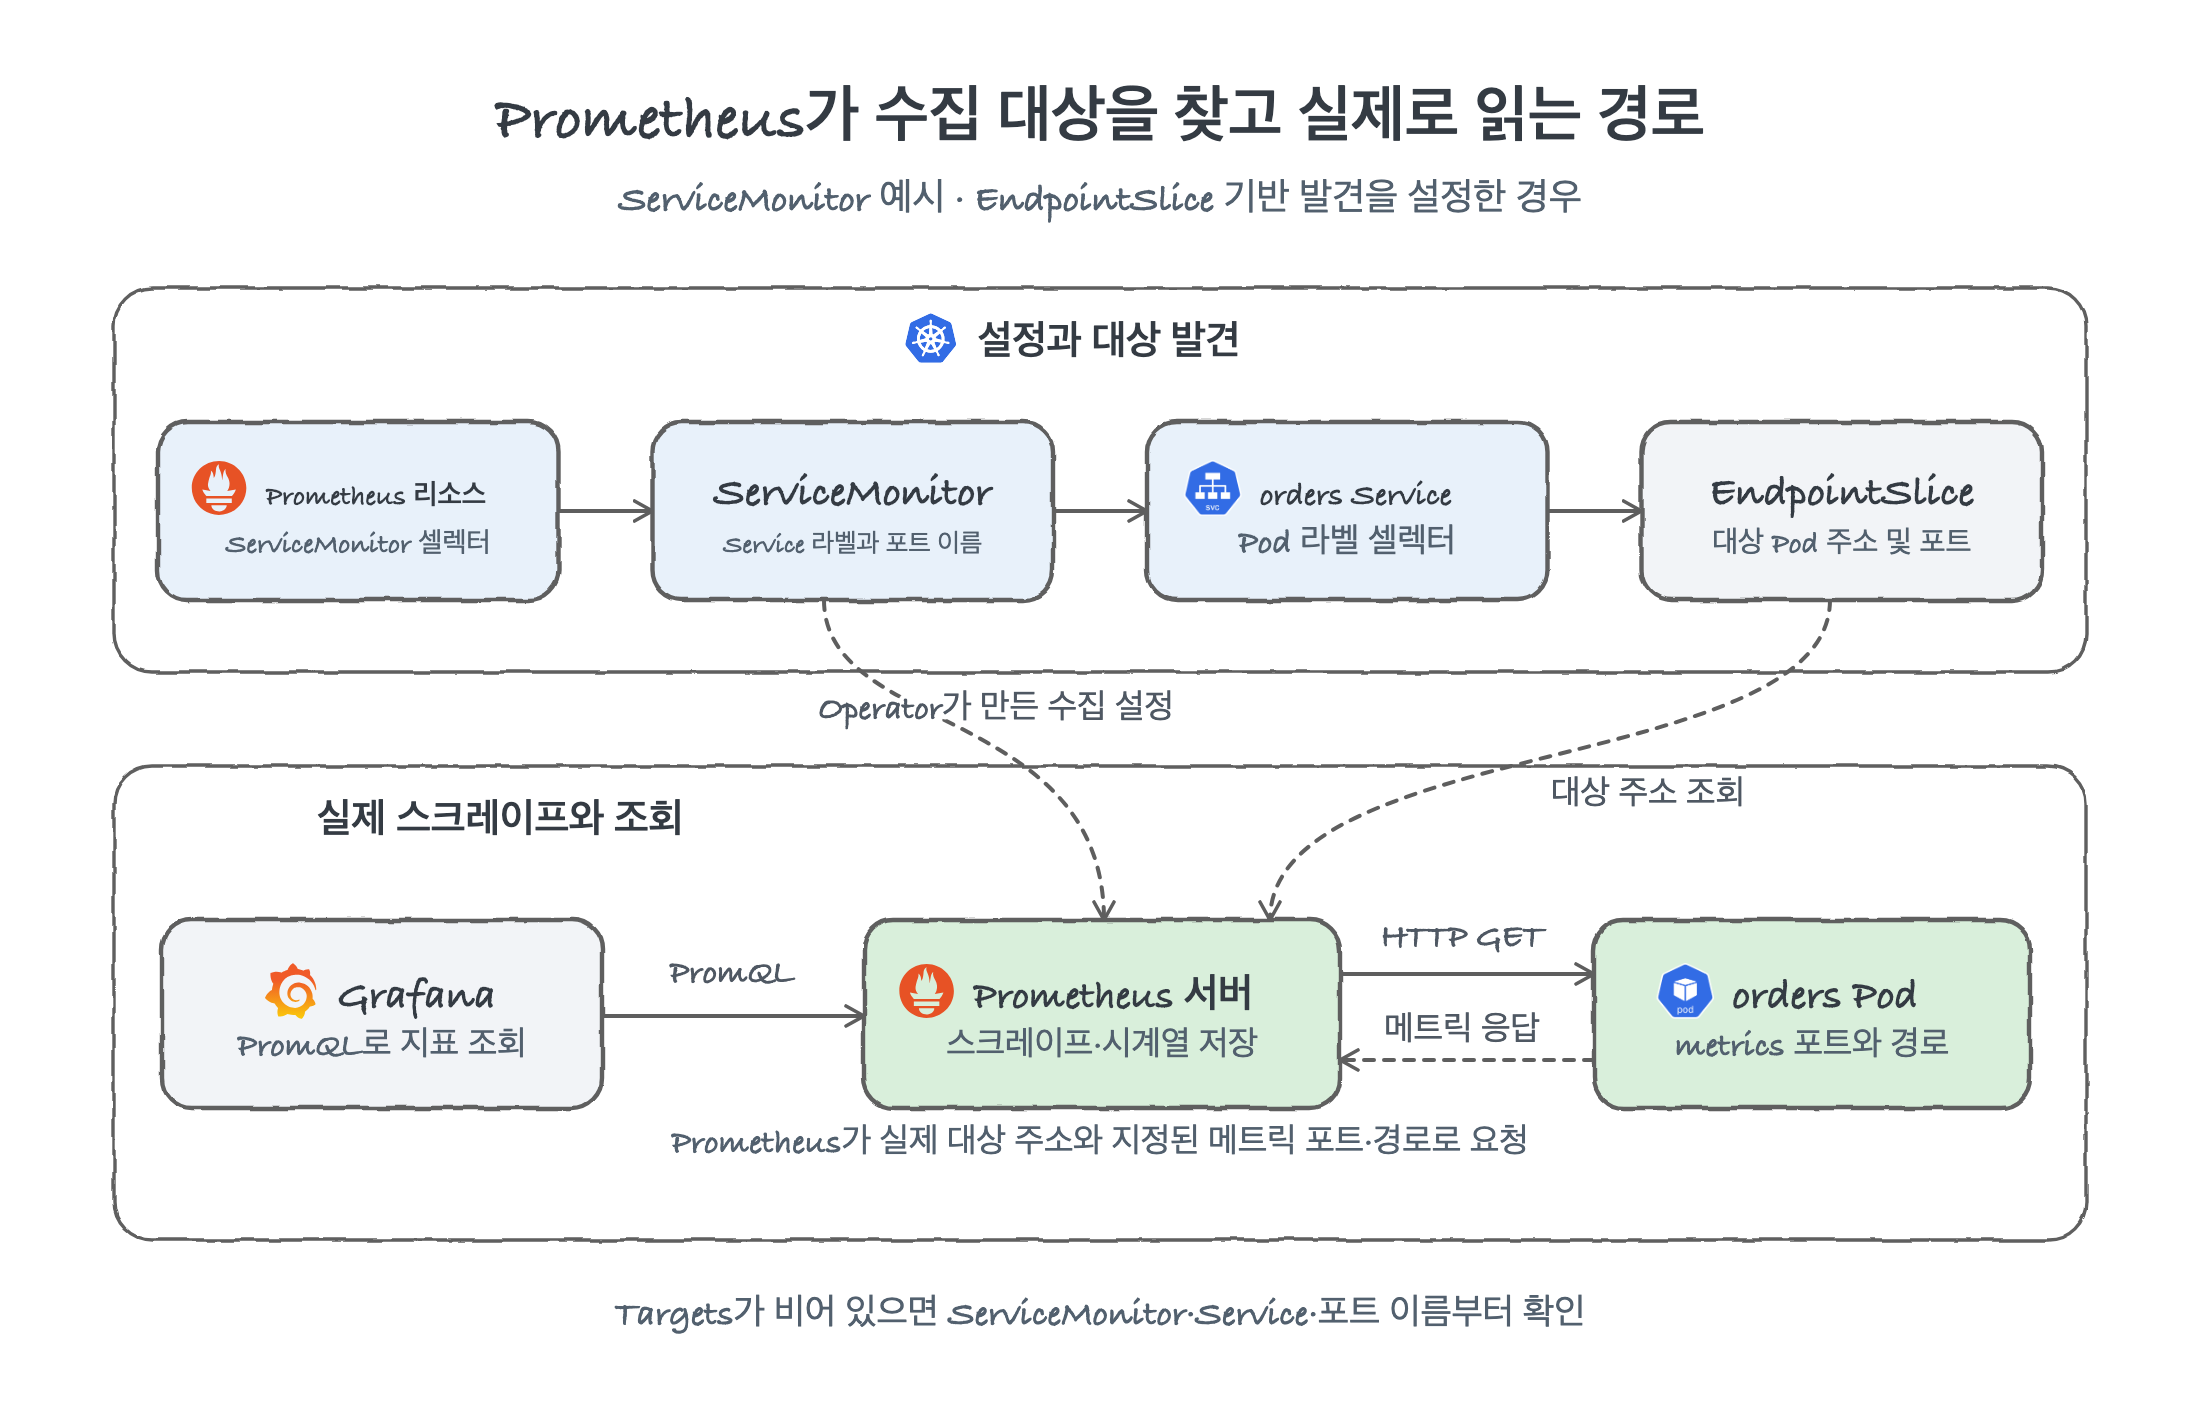 Prometheus가 수집 대상을 찾고 실제로 읽는 경로
ServiceMonitor 예시 · EndpointSlice 기반 발견을 설정한 경우
설정과 대상 발견
Prometheus 리소스
ServiceMonitor 셀렉터
ServiceMonitor
Service 라벨과 포트 이름
svc
orders Service
Pod 라벨 셀렉터
EndpointSlice
대상 Pod 주소 및 포트
Operator가 만든 수집 설정
대상 주소 조회
실제 스크레이프와 조회
Grafana
PromQL로 지표 조회
PromQL
Prometheus 서버
스크레이프·시계열 저장
HTTP GET
메트릭 응답
pod
orders Pod
metrics 포트와 경로
Prometheus가 실제 대상 주소와 지정된 메트릭 포트·경로로 요청
Targets가 비어 있으면 ServiceMonitor·Service·포트 이름부터 확인